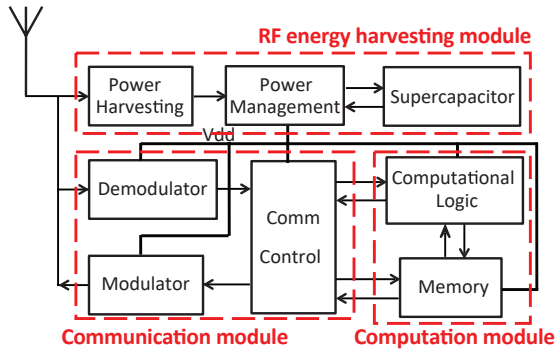 RF energy harvesting module
Power
Harvesting
Power
Management
Supercapacitor
Vdd
Demodulator
Comm
Control
Computational
Logic
Modulator
Memory
Communication module
Computation module